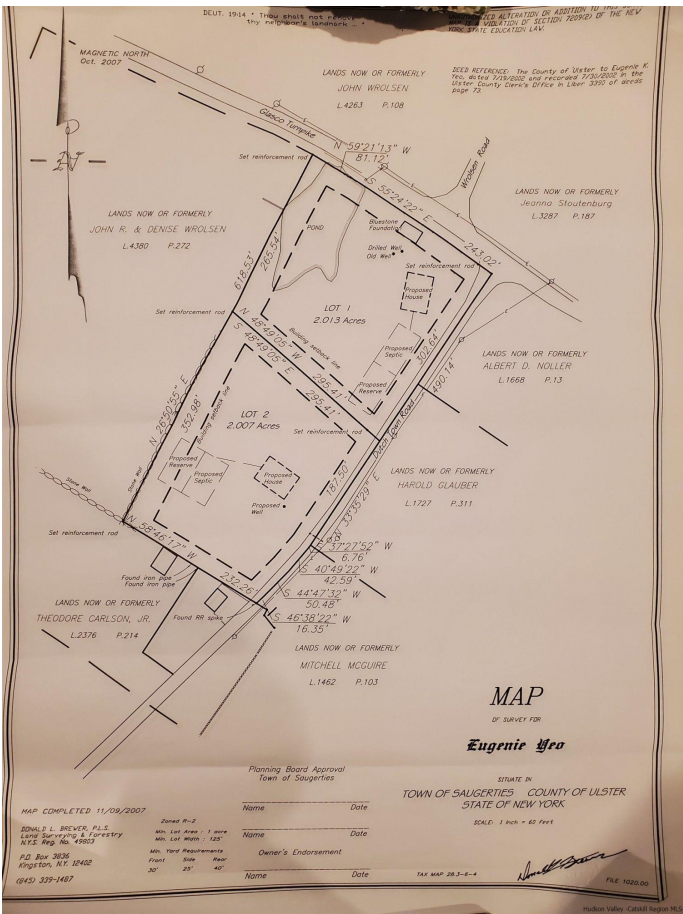 DEUT. 19:14 " Thou shalt not remove
thy neighbor's landmark ... "
UNAUTHORIZED ALTERATION OR ADDITION TO THIS
MAP IS A VIOLATION OF SECTION 7209(2) OF THE NEW
YORK STATE EDUCATION LAW.
MAGNETIC NORTH
Oct. 2007
LANDS NOW OR FORMERLY
JOHN WROLSEN
L.4263 P.108
DEED REFERENCE: The County of Ulster to Eugenie K.
Yeo, dated 7/19/2002 and recorded 7/30/2002 in the
Ulster County Clerk's Office in Liber 3390 of deeds
page 73
Glasco Turnpike
N 59°21'13" W
81.12'
Set reinforcement rod
S 55°24'22" E
243.02'
Wrolsen Road
LANDS NOW OR FORMERLY
Jeanna Stoutenburg
L.3287 P.187
LANDS NOW OR FORMERLY
JOHN R. & DENISE WROLSEN
L.4380 P.272
POND
Bluestone
Foundation
Drilled Well
Old Well
Set reinforcement rod
618.53'
265.54'
Proposed
House
LOT 1
2.013 Acres
Set reinforcement rod
N 48°49'05" W
S 48°49'05" E
295.41'
295.41'
Building setback line
Proposed
Septic
Proposed
Reserve
302.64'
490.14'
LANDS NOW OR FORMERLY
ALBERT D. NOLLER
L.1668 P.13
N 26°50'55" E
352.98'
Building setback line
LOT 2
2.007 Acres
Set reinforcement rod
Dutch Town Road
Proposed
Reserve
Proposed
Septic
Proposed
House
Proposed
Well
187.50'
N 33°35'29" E
LANDS NOW OR FORMERLY
HAROLD GLAUBER
L.1727 P.311
Stone Wall
Stone Wall
Set reinforcement rod
N 58°46'17" W
232.26'
S 37°27'52" W
6.76'
S 40°49'22" W
42.59'
S 44°47'32" W
50.48'
S 46°38'22" W
16.35'
Found iron pipe
Found iron pipe
Found RR spike
LANDS NOW OR FORMERLY
THEODORE CARLSON, JR.
L.2376 P.214
LANDS NOW OR FORMERLY
MITCHELL MCGUIRE
L.1462 P.103
MAP
OF SURVEY FOR
Eugenie Yeo
SITUATE IN
TOWN OF SAUGERTIES COUNTY OF ULSTER
STATE OF NEW YORK
SCALE: 1 Inch = 60 Feet
Planning Board Approval
Town of Saugerties
Name Date
Name Date
Owner's Endorsement
Name Date
MAP COMPLETED 11/09/2007
DONALD L. BREWER, P.L.S.
Land Surveying & Forestry
N.Y.S. Reg. No. 49803
P.O. Box 3836
Kingston, N.Y. 12402
(845) 339-1487
Zoned R-2
Min. Lot Area : 1 acre
Min. Lot Width : 125'
Min. Yard Requirements
Front Side Rear
30' 25' 40'
TAX MAP 28.3-6-4
FILE 1020.00
Hudson Valley Catskill Region MLS